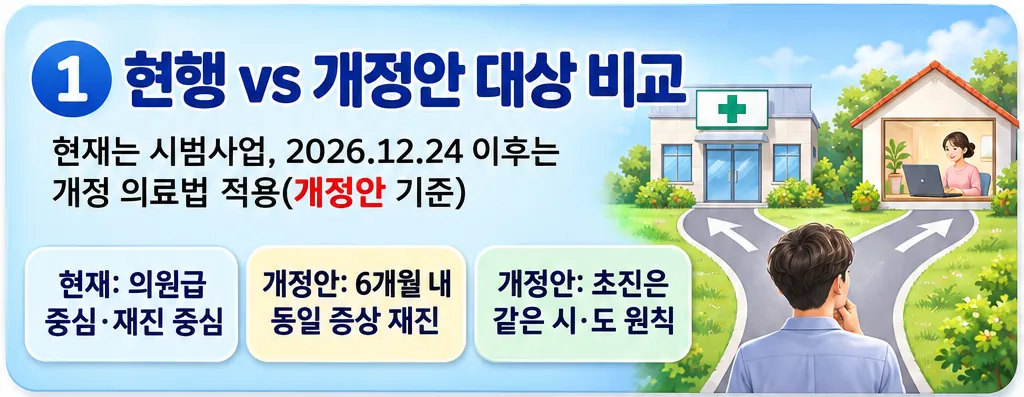 1 현행 vs 개정안 대상 비교
현재는 시범사업, 2026.12.24 이후는
개정 의료법 적용(개정안 기준)
현재: 의원급
중심·재진 중심
개정안: 6개월 내
동일 증상 재진
개정안: 초진은
같은 시·도 원칙